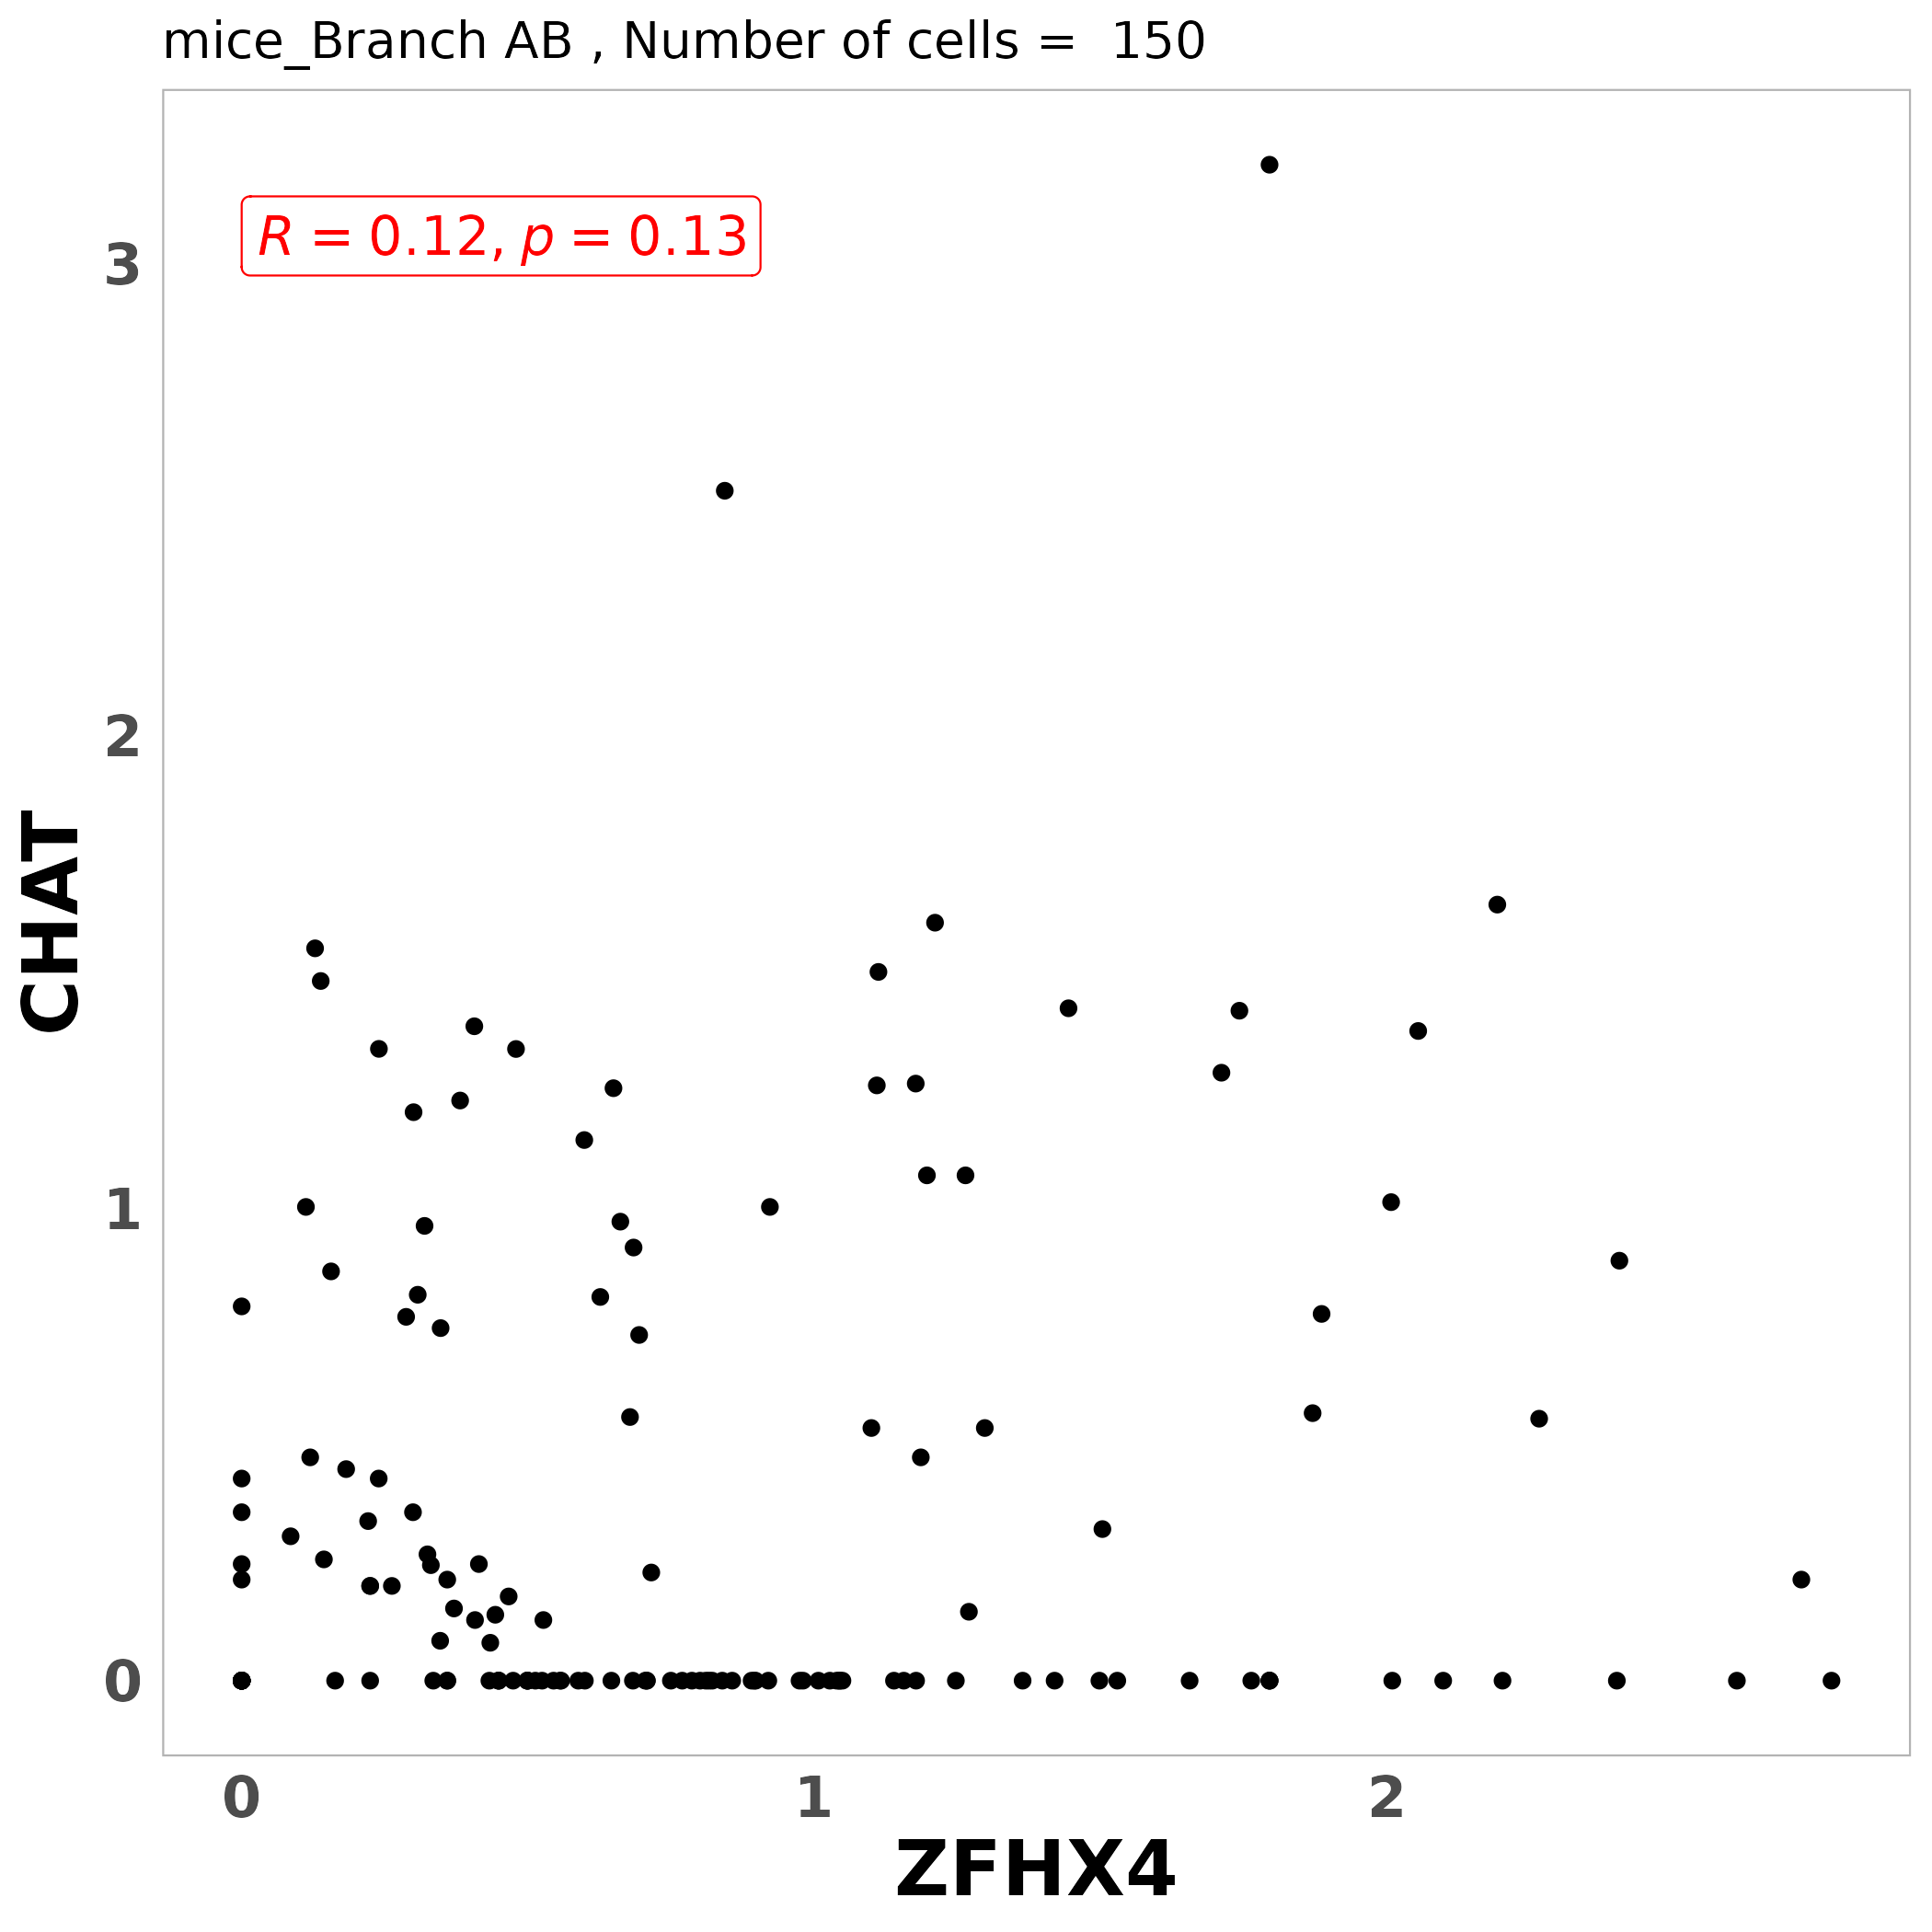 mice_Branch AB , Number of cells =  150
R = 0.12, p = 0.13
3
2
1
0
CHAT
0 1 2
ZFHX4